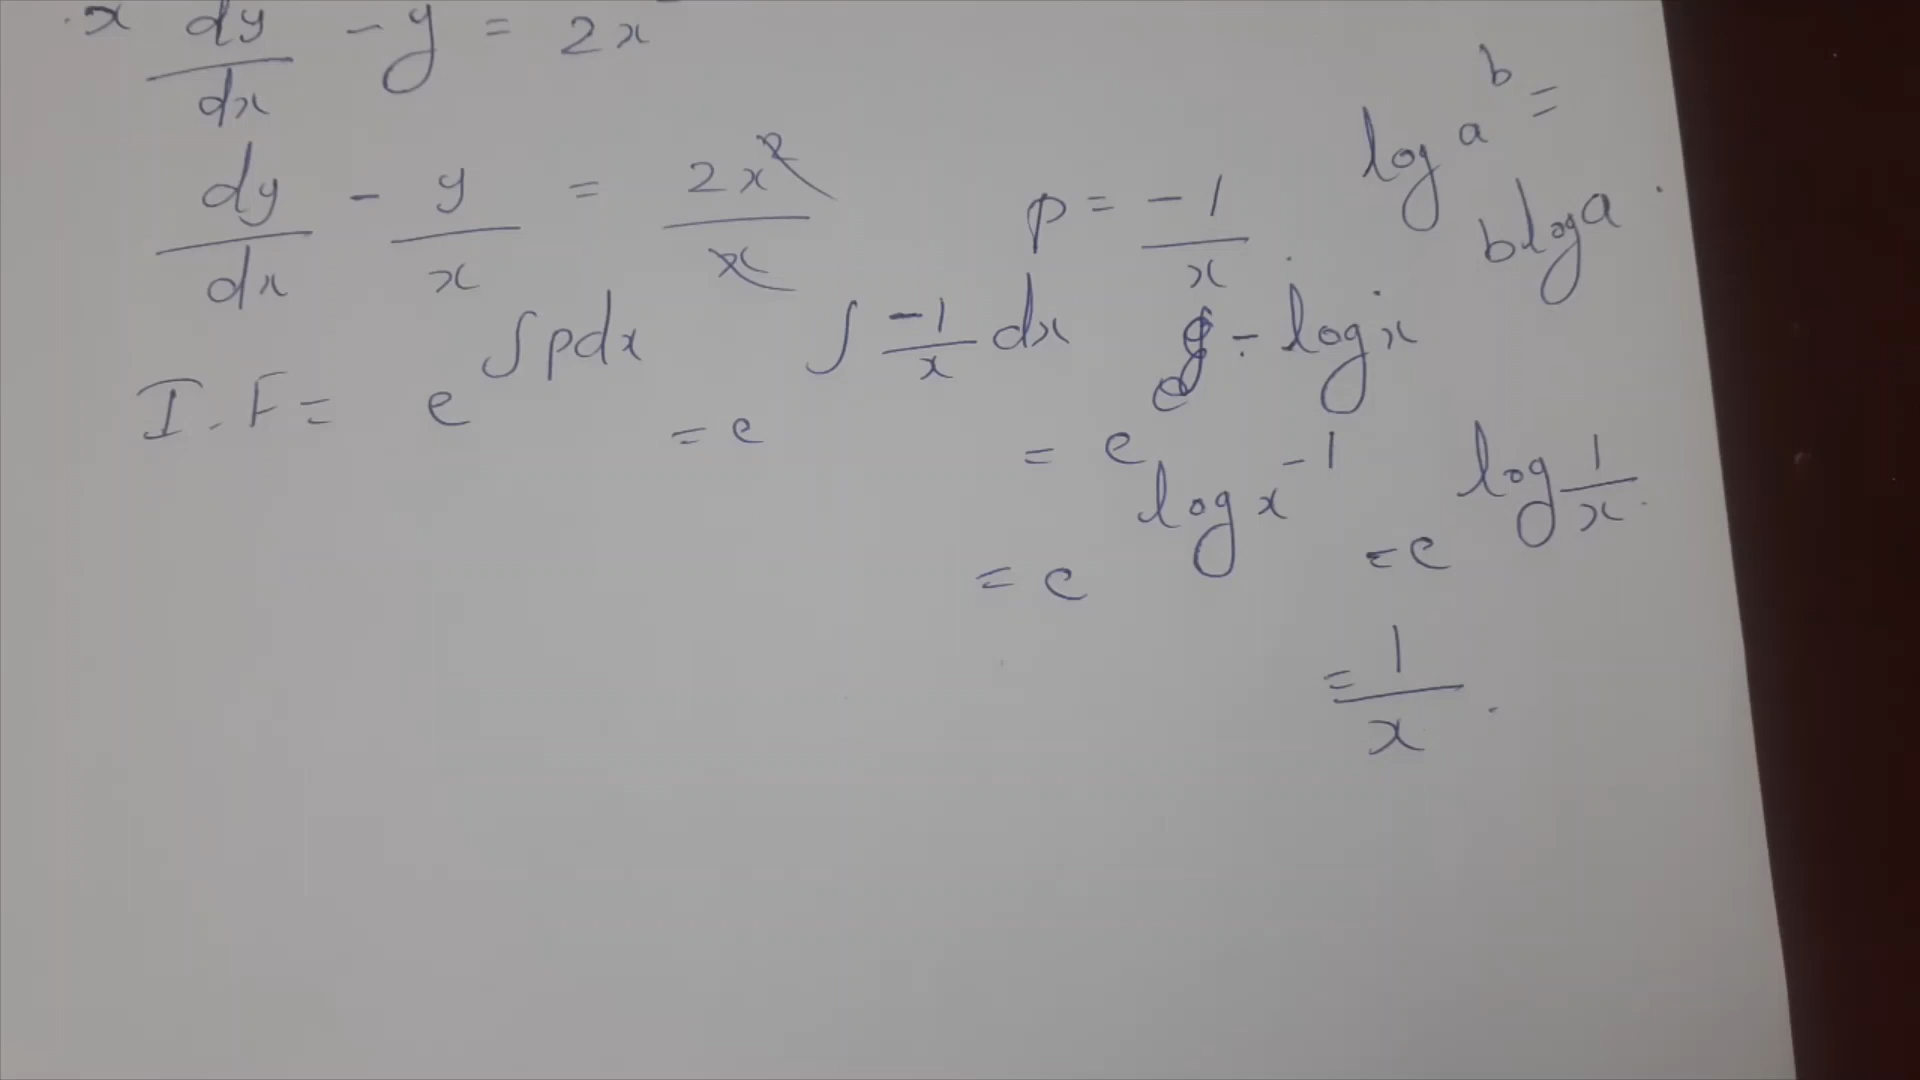 x dy/dx - y = 2x
dy/dx - y/x = 2x²/x
p = -1/x
log a^b =
b log a
I.F = e^∫pdx = e^∫ -1/x dx = e^- log x
= e^log x^-1 = e^log 1/x
= 1/x